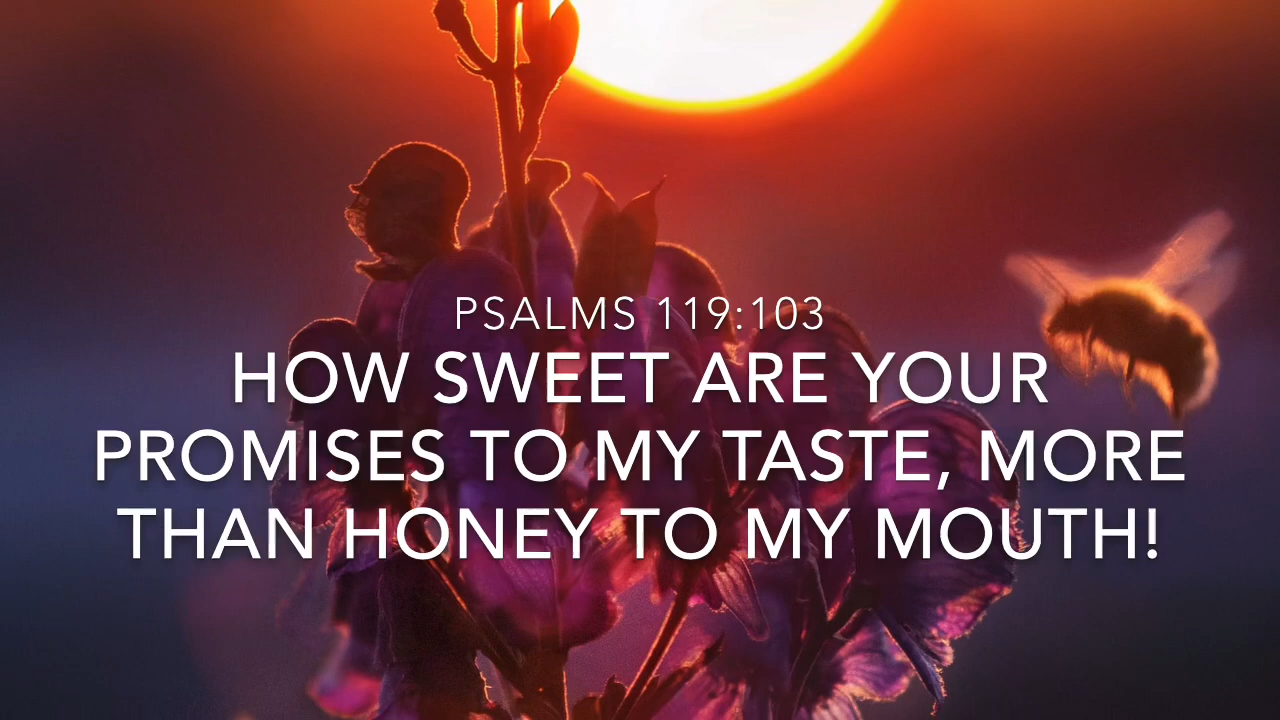 PSALMS 119:103
HOW SWEET ARE YOUR
PROMISES TO MY TASTE, MORE
THAN HONEY TO MY MOUTH!